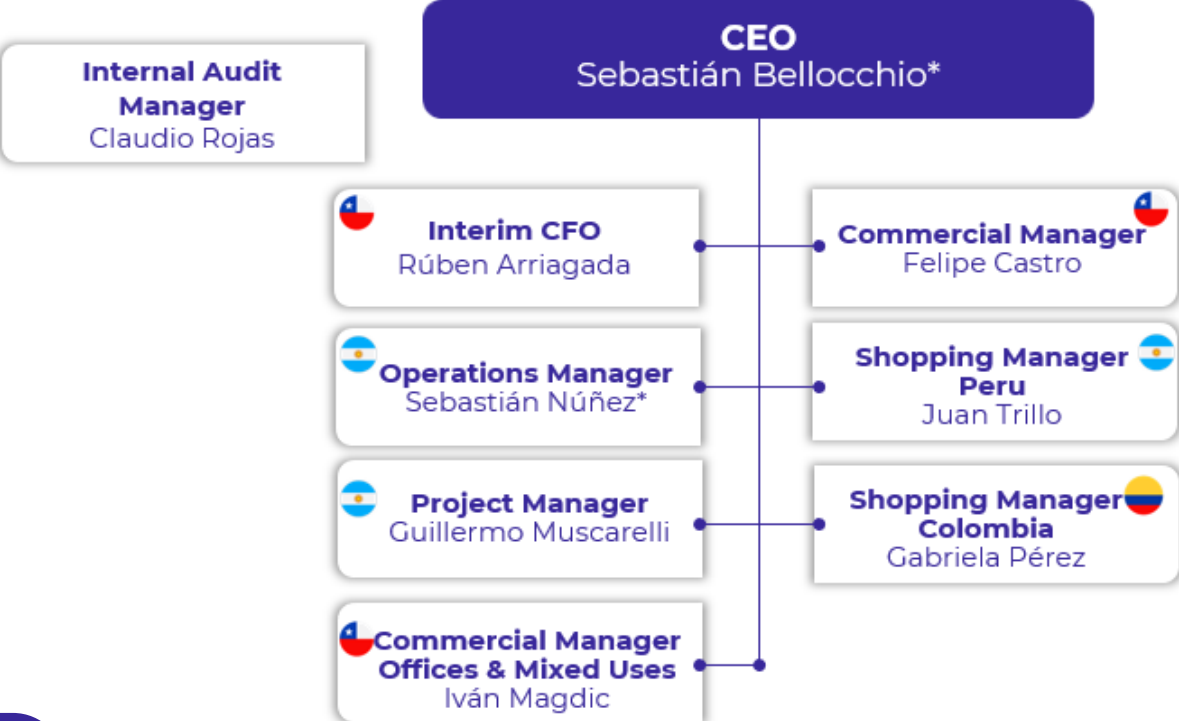 CEO
Sebastián Bellocchio*
Internal Audit
Manager
Claudio Rojas
Interim CFO
Rúben Arriagada
Commercial Manager
Felipe Castro
Operations Manager
Sebastián Núñez*
Shopping Manager
Peru
Juan Trillo
Project Manager
Guillermo Muscarelli
Shopping Manager
Colombia
Gabriela Pérez
Commercial Manager
Offices & Mixed Uses
Iván Magdic